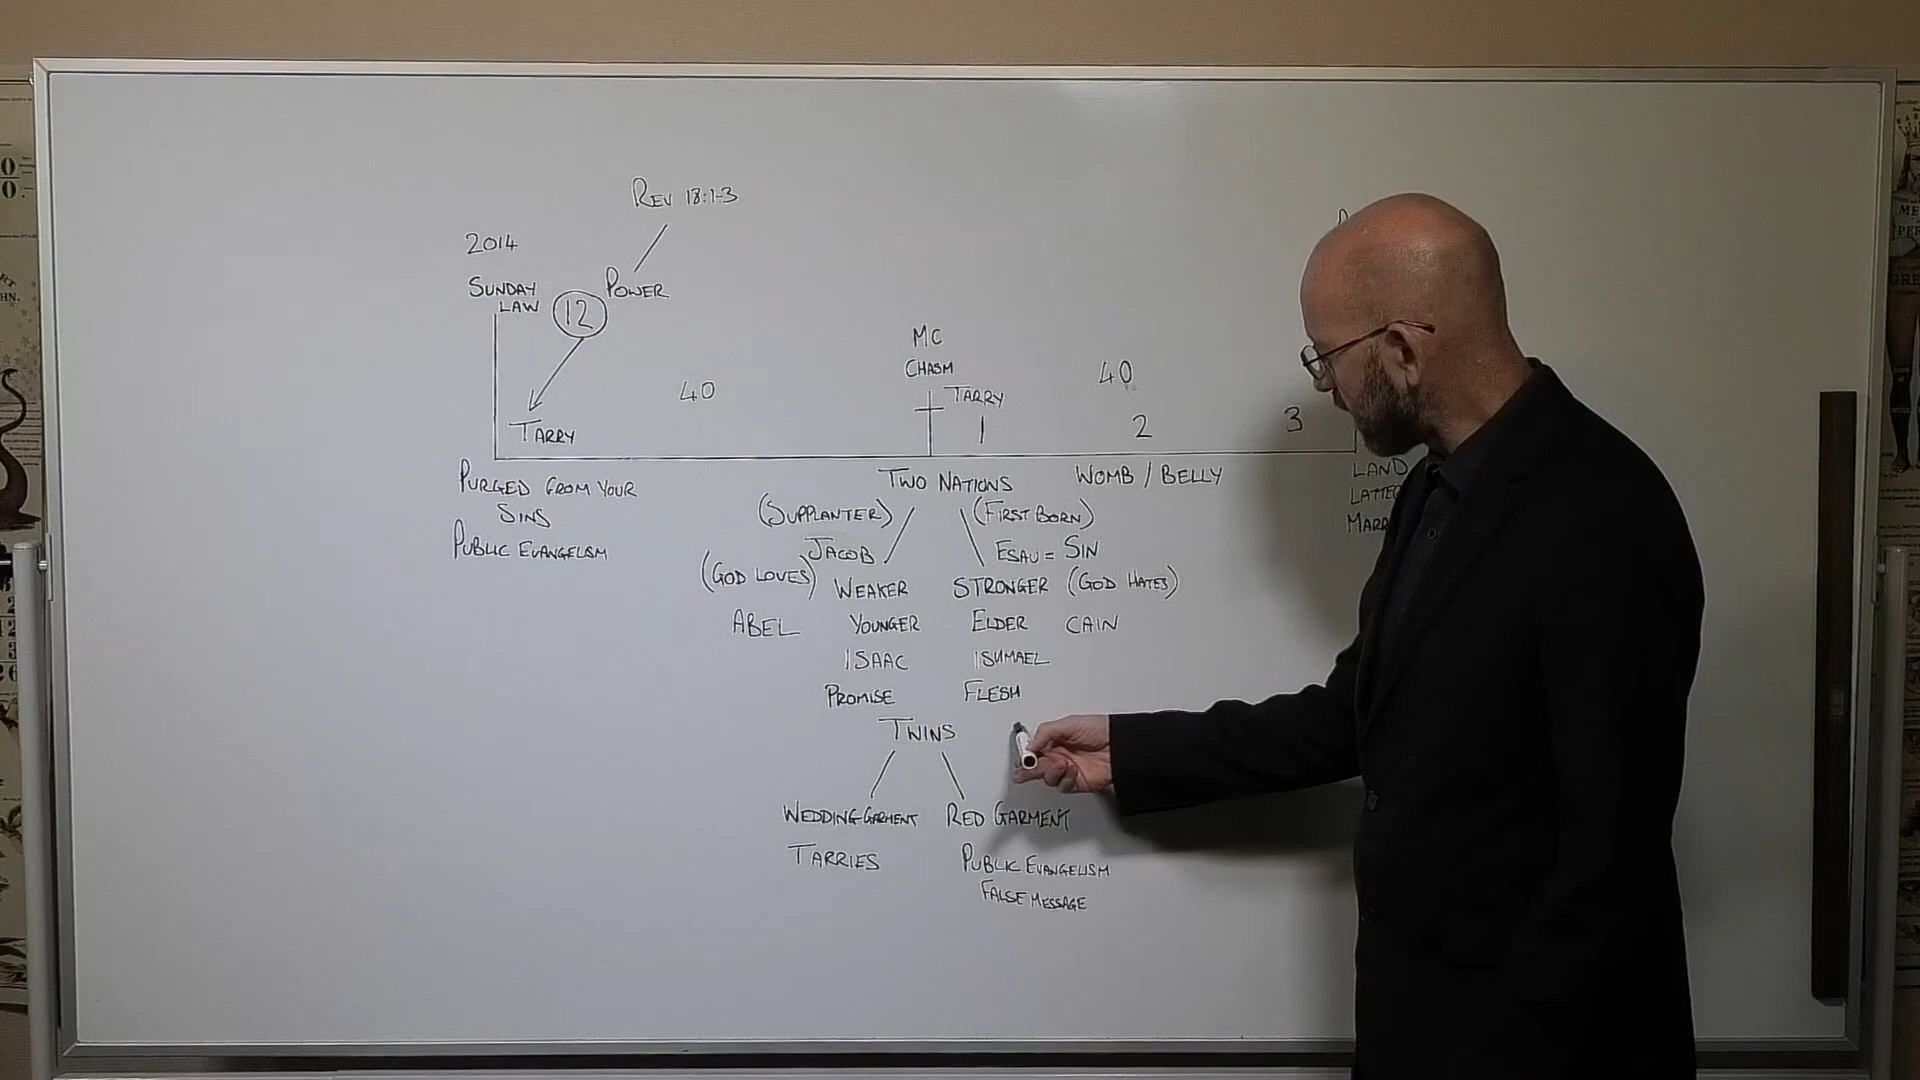 REV 18:1-3
2014
SUNDAY
LAW
12
POWER
MC
CHASM
40
40
TARRY
TARRY
1
2
3
PURGED FROM YOUR
SINS
PUBLIC EVANGELISM
TWO NATIONS
WOMB / BELLY
LAND
(SUPPLANTER)
(FIRST BORN)
JACOB
ESAU = SIN
(GOD LOVES)
WEAKER
STRONGER (GOD HATES)
ABEL
YOUNGER
ELDER
CAIN
ISAAC
ISHMAEL
PROMISE
FLESH
TWINS
WEDDING GARMENT
RED GARMENT
TARRIES
PUBLIC EVANGELISM
FALSE MESSAGE